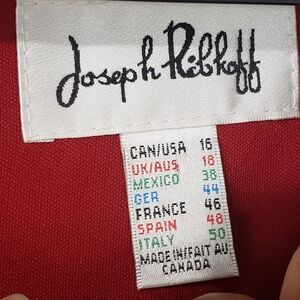 Joseph Ribkoff
CAN/USA 16
UK/AUS 18
MEXICO 38
GER 44
FRANCE 46
SPAIN 48
ITALY 50
MADE IN/FAIT AU
CANADA